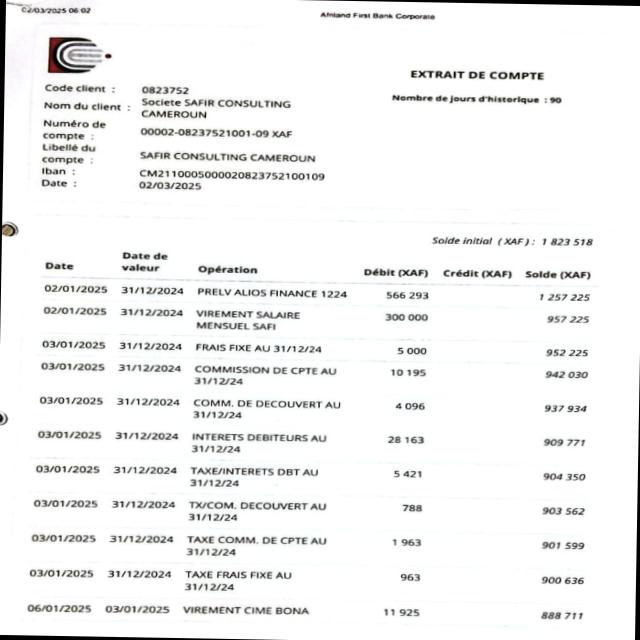 02/03/2025 06:02 Afriland First Bank Corporate
EXTRAIT DE COMPTE
Nombre de jours d'historique : 90
Code client : 0823752
Nom du client : Societe SAFIR CONSULTING
CAMEROUN
Numéro de
compte : 00002-08237521001-09 XAF
Libellé du
compte : SAFIR CONSULTING CAMEROUN
Iban : CM2110005000020823752100109
Date : 02/03/2025
Solde initial (XAF) : 1 823 518
Date Date de
valeur Opération Débit (XAF) Crédit (XAF) Solde (XAF)
02/01/2025 31/12/2024 PRELV ALIOS FINANCE 1224 566 293 1 257 225
02/01/2025 31/12/2024 VIREMENT SALAIRE
MENSUEL SAFI 300 000 957 225
03/01/2025 31/12/2024 FRAIS FIXE AU 31/12/24 5 000 952 225
03/01/2025 31/12/2024 COMMISSION DE CPTE AU
31/12/24 10 195 942 030
03/01/2025 31/12/2024 COMM. DE DECOUVERT AU
31/12/24 4 096 937 934
03/01/2025 31/12/2024 INTERETS DEBITEURS AU
31/12/24 28 163 909 771
03/01/2025 31/12/2024 TAXE/INTERETS DBT AU
31/12/24 5 421 904 350
03/01/2025 31/12/2024 TX/COM. DECOUVERT AU
31/12/24 788 903 562
03/01/2025 31/12/2024 TAXE COMM. DE CPTE AU
31/12/24 1 963 901 599
03/01/2025 31/12/2024 TAXE FRAIS FIXE AU
31/12/24 963 900 636
06/01/2025 03/01/2025 VIREMENT CIME BONA 11 925 888 711